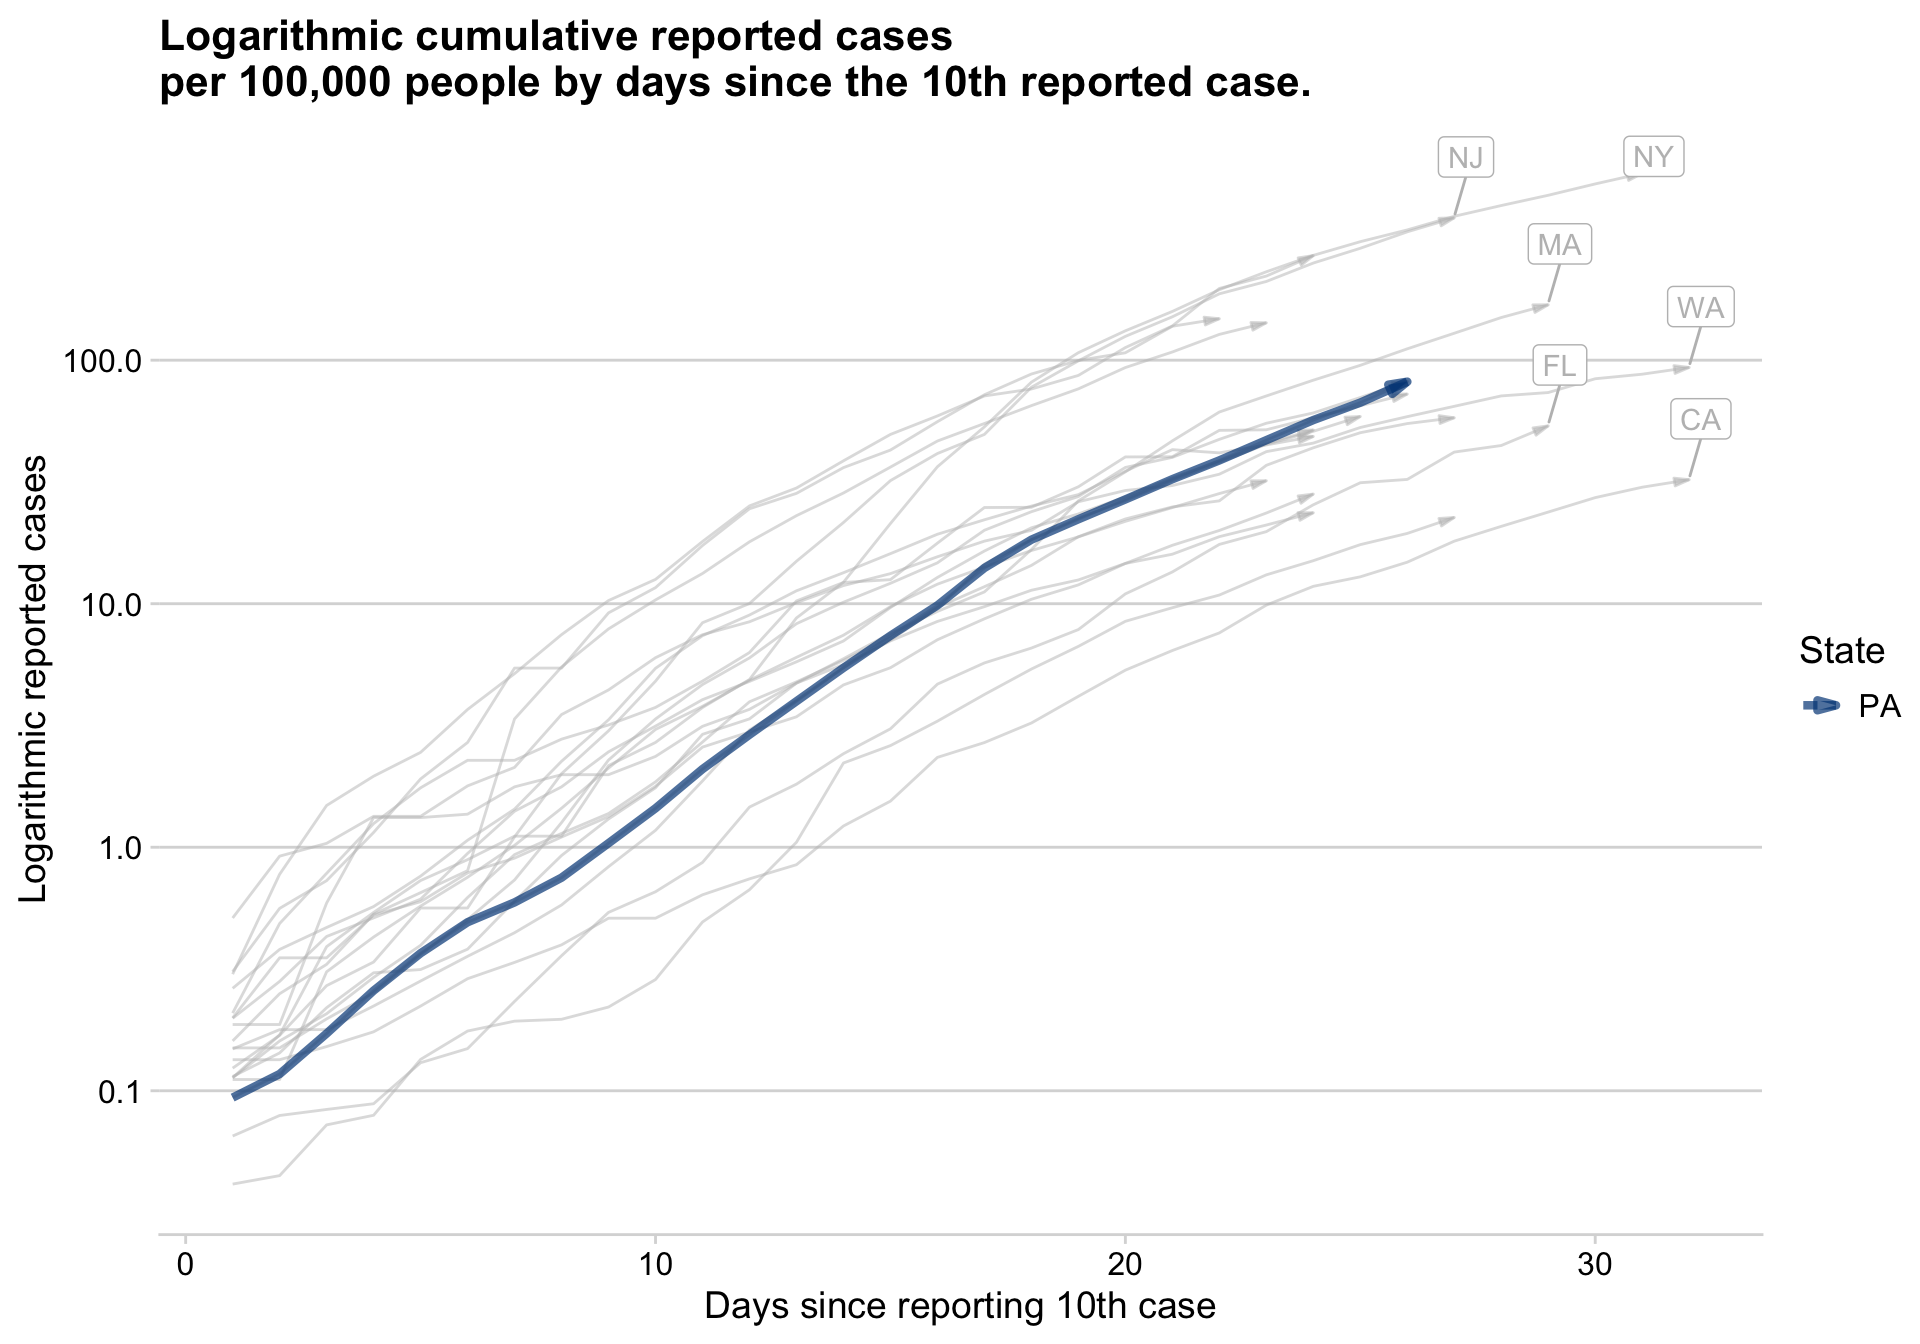 Logarithmic cumulative reported cases
per 100,000 people by days since the 10th reported case.
NJ
NY
MA
WA
FL
CA
100.0
10.0
1.0
0.1
Logarithmic reported cases
State
PA
0
10
20
30
Days since reporting 10th case